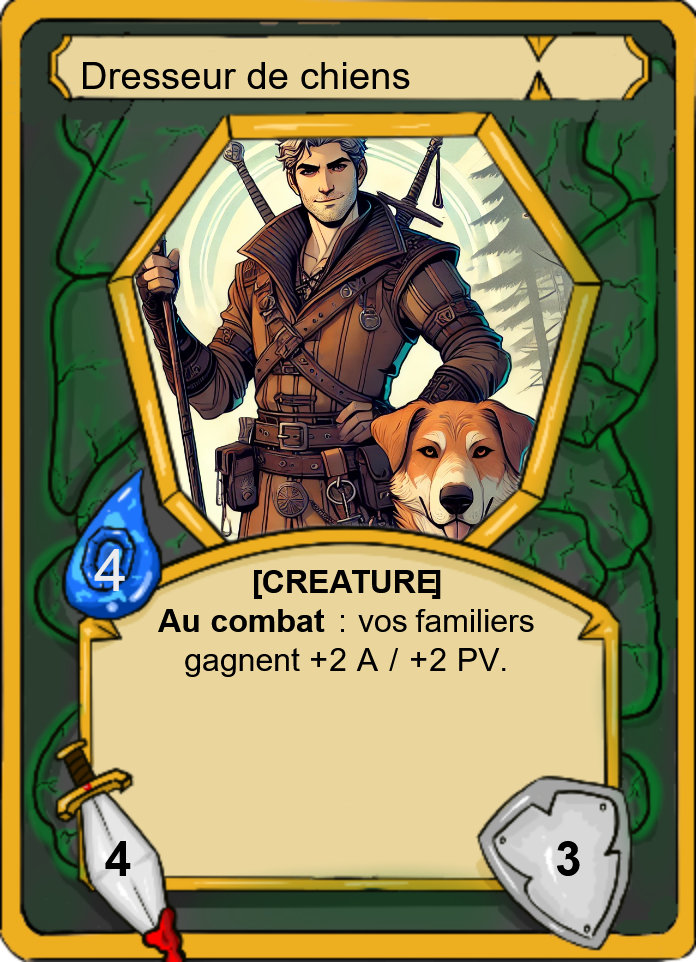 Dresseur de chiens
4
[CREATURE]
Au combat : vos familiers
gagnent +2 A / +2 PV.
4
3